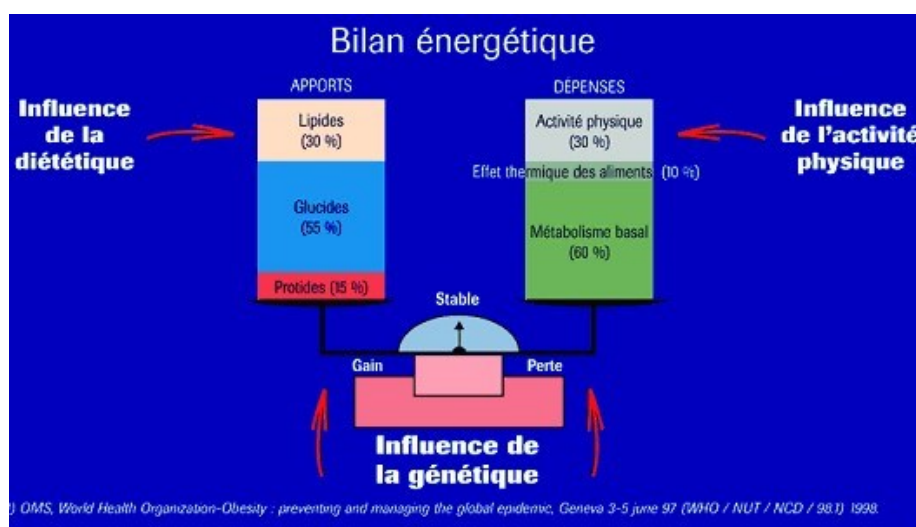 Bilan énergétique
APPORTS
DÉPENSES
Influence
de la
diététique
Lipides
(30 %)
Glucides
(55 %)
Protides (15 %)
Activité physique
(30 %)
Effet thermique des aliments (10 %)
Métabolisme basal
(60 %)
Influence
de l'activité
physique
Stable
Gain
Perte
Influence de
la génétique
) OMS, World Health Organization-Obesity : preventing and managing the global epidemic, Geneva 3-5 june 97 (WHO / NUT / NCD / 98.1) 1998.